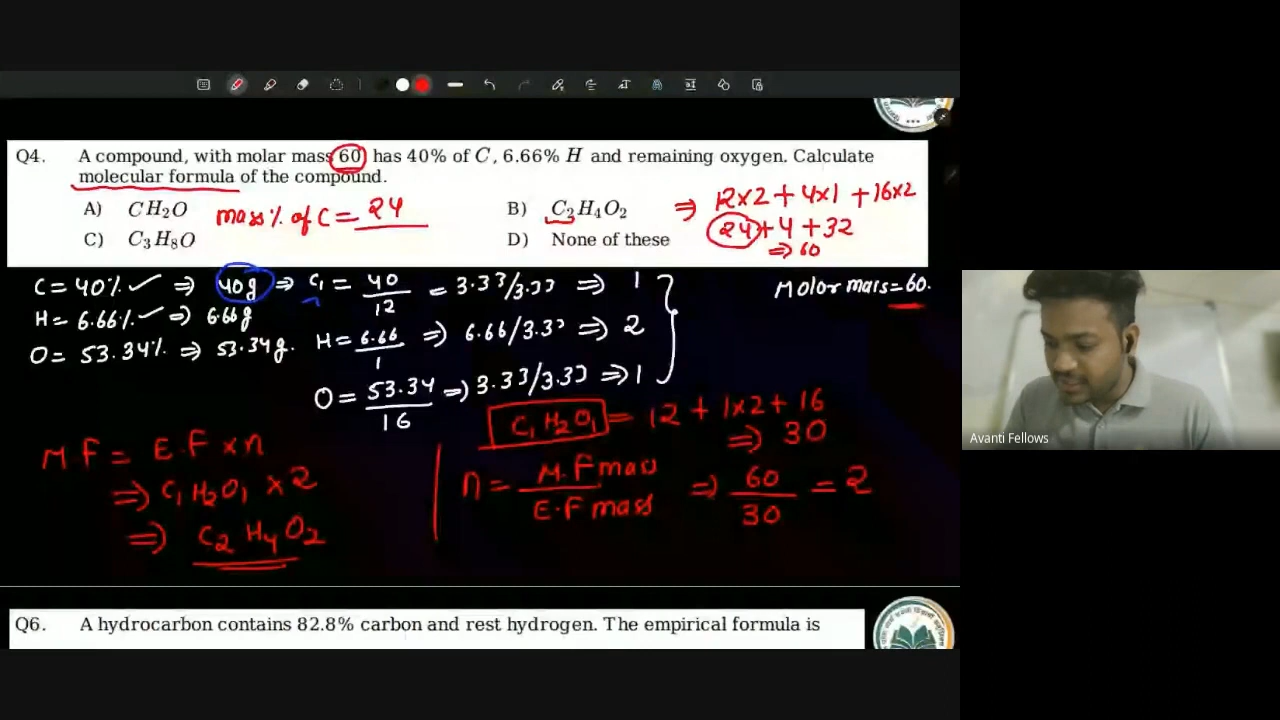 Q4. A compound, with molar mass 60 has 40% of C, 6.66% H and remaining oxygen. Calculate
molecular formula of the compound.
A) CH₂O
B) C₂H₄O₂
C) C₃H₈O
D) None of these
mass % of C = 24
⇒ 12×2 + 4×1 + 16×2
24 + 4 + 32
⇒ 60
Molor mass = 60.
C = 40% ✓ ⇒ 40g ⇒ C₁ = 40/12 = 3.33/3.33 ⇒ 1
H = 6.66% ✓ ⇒ 6.66g
H = 6.66/1 ⇒ 6.66/3.33 ⇒ 2
O = 53.34% ⇒ 53.34g.
O = 53.34/16 ⇒ 3.33/3.33 ⇒ 1
C₁H₂O₁ = 12 + 1×2 + 16
⇒ 30
M F = E.F × n
⇒ C₁H₂O₁ × 2
⇒ C₂H₄O₂
n = M.F mass / E.F mass ⇒ 60/30 = 2
Avanti Fellows
Q6. A hydrocarbon contains 82.8% carbon and rest hydrogen. The empirical formula is